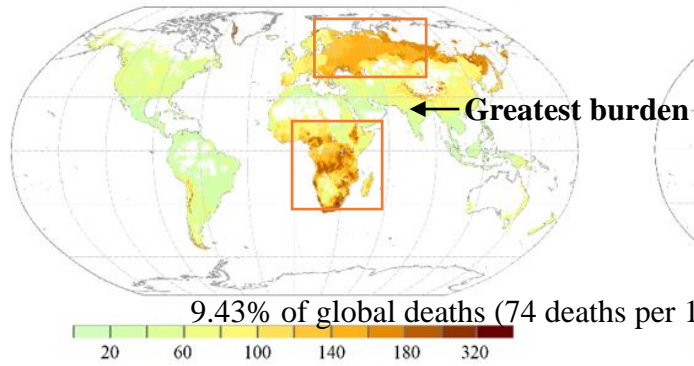 Greatest burden
9.43% of global deaths (74 deaths per 1
20 60 100 140 180 320